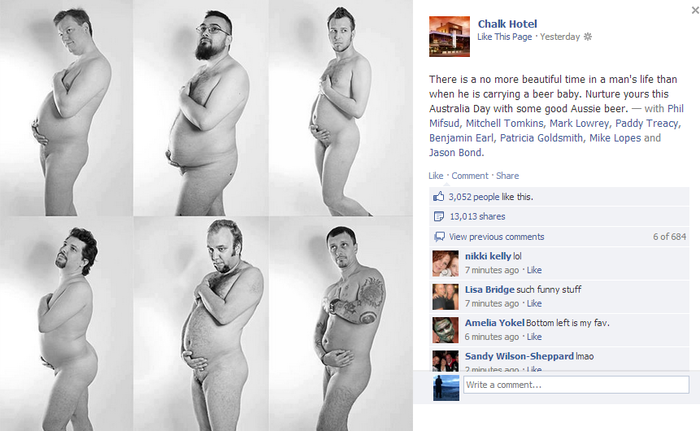 Chalk Hotel
Like This Page · Yesterday
There is a no more beautiful time in a man's life than
when he is carrying a beer baby. Nurture yours this
Australia Day with some good Aussie beer. — with Phil
Mifsud, Mitchell Tomkins, Mark Lowrey, Paddy Treacy,
Benjamin Earl, Patricia Goldsmith, Mike Lopes and
Jason Bond.
Like · Comment · Share
3,052 people like this.
13,013 shares
View previous comments 6 of 684
nikki kelly lol
7 minutes ago · Like
Lisa Bridge such funny stuff
7 minutes ago · Like
Amelia Yokel Bottom left is my fav.
6 minutes ago · Like
Sandy Wilson-Sheppard lmao
2 minutes ago · Like
Write a comment...